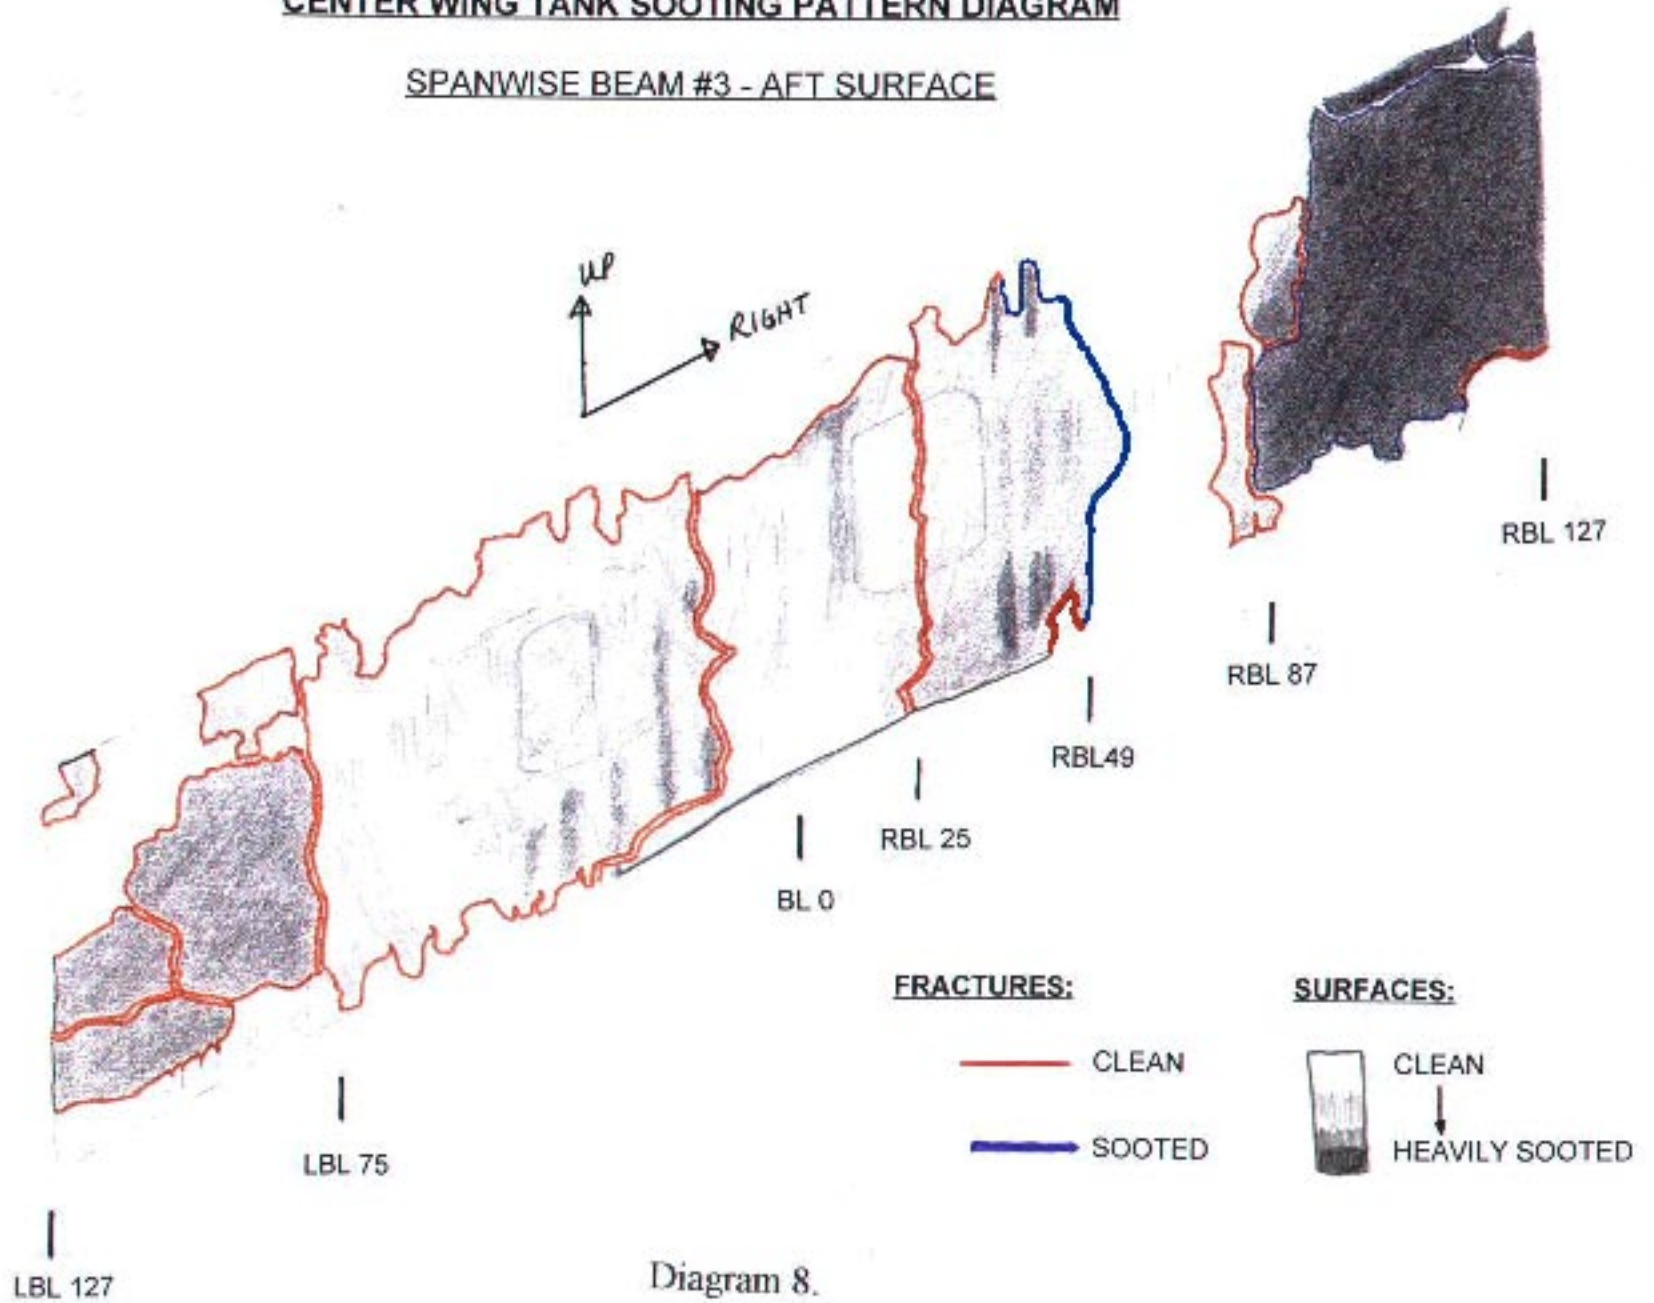 CENTER WING TANK SOOTING PATTERN DIAGRAM
SPANWISE BEAM #3 - AFT SURFACE
UP
RIGHT
RBL 127
RBL 87
RBL49
RBL 25
BL 0
LBL 75
LBL 127
FRACTURES:
CLEAN
SOOTED
SURFACES:
CLEAN
HEAVILY SOOTED
Diagram 8.